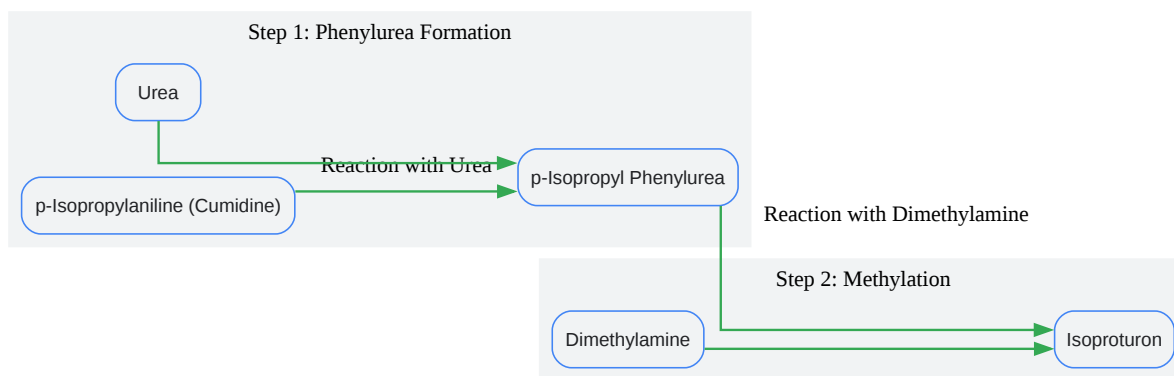 Step 1: Phenylurea Formation
Urea
Reaction with Urea
p-Isopropyl Phenylurea
p-Isopropylaniline (Cumidine)
Reaction with Dimethylamine
Step 2: Methylation
Dimethylamine
Isoproturon